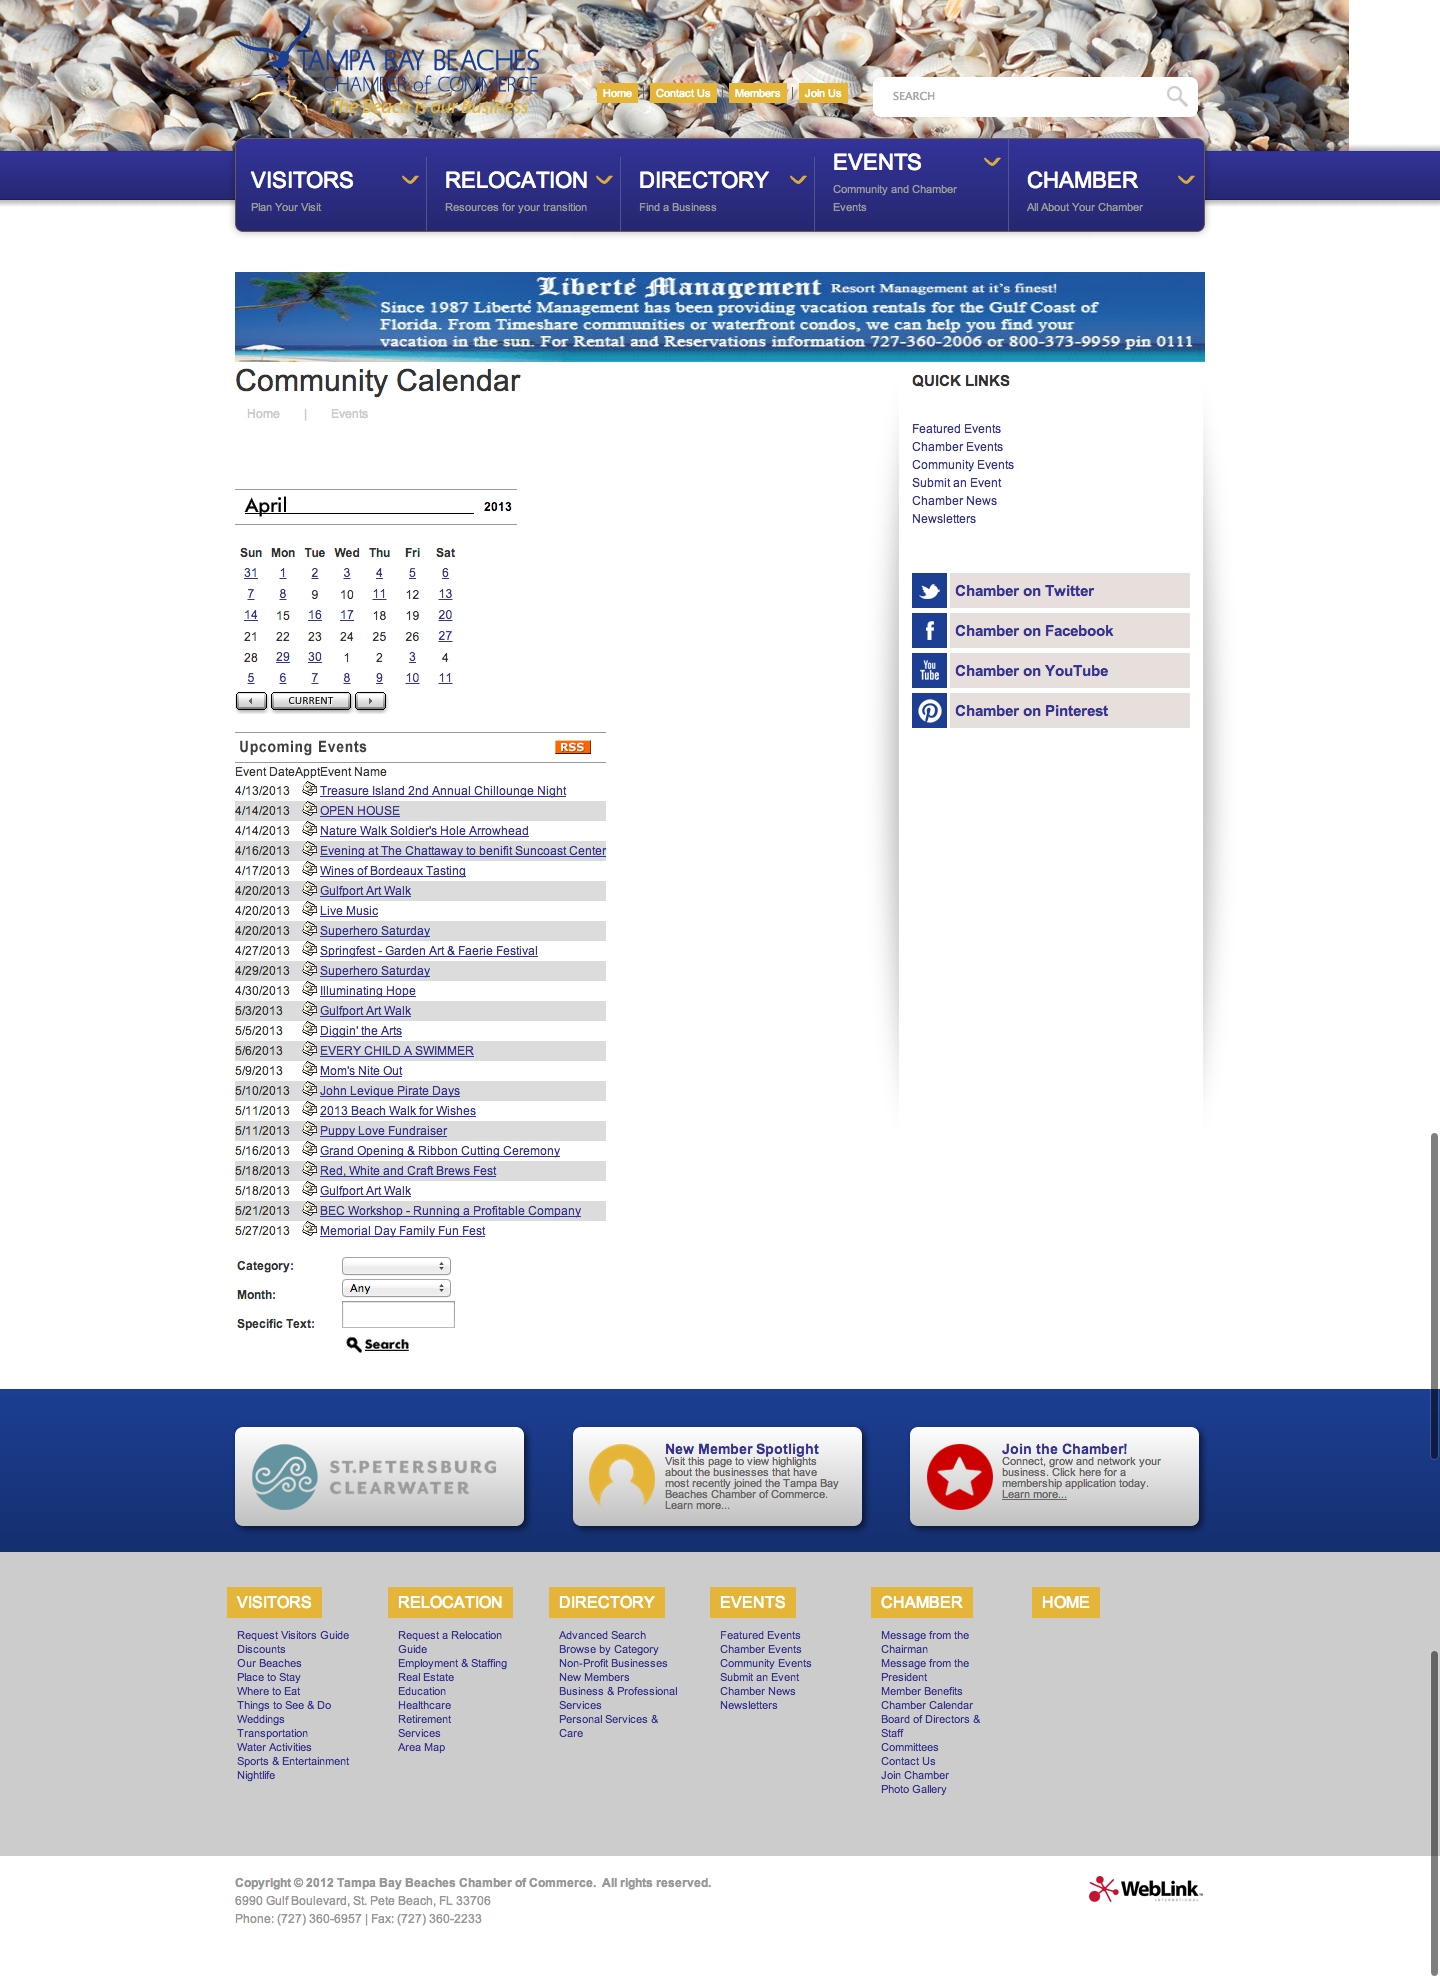 TAMPA BAY BEACHES
CHAMBER of COMMERCE
The Beach is our Business
Home | Contact Us Members | Join Us
SEARCH
VISITORS
Plan Your Visit
RELOCATION
Resources for your transition
DIRECTORY
Find a Business
EVENTS
Community and Chamber
Events
CHAMBER
All About Your Chamber
Liberté Management Resort Management at it's finest!
Since 1987 Liberté Management has been providing vacation rentals for the Gulf Coast of
Florida. From Timeshare communities or waterfront condos, we can help you find your
vacation in the sun. For Rental and Reservations information 727-360-2006 or 800-373-9959 pin 0111
Community Calendar
Home | Events
April 2013
Sun Mon Tue Wed Thu Fri Sat
31 1 2 3 4 5 6
7 8 9 10 11 12 13
14 15 16 17 18 19 20
21 22 23 24 25 26 27
28 29 30 1 2 3 4
5 6 7 8 9 10 11
CURRENT
Upcoming Events RSS
Event Date Appt Event Name
4/13/2013 Treasure Island 2nd Annual Chillounge Night
4/14/2013 OPEN HOUSE
4/14/2013 Nature Walk Soldier's Hole Arrowhead
4/16/2013 Evening at The Chattaway to benifit Suncoast Center
4/17/2013 Wines of Bordeaux Tasting
4/20/2013 Gulfport Art Walk
4/20/2013 Live Music
4/20/2013 Superhero Saturday
4/27/2013 Springfest - Garden Art & Faerie Festival
4/29/2013 Superhero Saturday
4/30/2013 Illuminating Hope
5/3/2013 Gulfport Art Walk
5/5/2013 Diggin' the Arts
5/6/2013 EVERY CHILD A SWIMMER
5/9/2013 Mom's Nite Out
5/10/2013 John Levique Pirate Days
5/11/2013 2013 Beach Walk for Wishes
5/11/2013 Puppy Love Fundraiser
5/16/2013 Grand Opening & Ribbon Cutting Ceremony
5/18/2013 Red, White and Craft Brews Fest
5/18/2013 Gulfport Art Walk
5/21/2013 BEC Workshop - Running a Profitable Company
5/27/2013 Memorial Day Family Fun Fest
Category:
Month: Any
Specific Text:
Search
QUICK LINKS
Featured Events
Chamber Events
Community Events
Submit an Event
Chamber News
Newsletters
Chamber on Twitter
f Chamber on Facebook
You Tube Chamber on YouTube
Chamber on Pinterest
ST.PETERSBURG
CLEARWATER
New Member Spotlight
Visit this page to view highlights
about the businesses that have
most recently joined the Tampa Bay
Beaches Chamber of Commerce.
Learn more...
Join the Chamber!
Connect, grow and network your
business. Click here for a
membership application today.
Learn more...
VISITORS
Request Visitors Guide
Discounts
Our Beaches
Place to Stay
Where to Eat
Things to See & Do
Weddings
Transportation
Water Activities
Sports & Entertainment
Nightlife
RELOCATION
Request a Relocation
Guide
Employment & Staffing
Real Estate
Education
Healthcare
Retirement
Services
Area Map
DIRECTORY
Advanced Search
Browse by Category
Non-Profit Businesses
New Members
Business & Professional
Services
Personal Services &
Care
EVENTS
Featured Events
Chamber Events
Community Events
Submit an Event
Chamber News
Newsletters
CHAMBER
Message from the
Chairman
Message from the
President
Member Benefits
Chamber Calendar
Board of Directors &
Staff
Committees
Contact Us
Join Chamber
Photo Gallery
HOME
Copyright © 2012 Tampa Bay Beaches Chamber of Commerce. All rights reserved.
6990 Gulf Boulevard, St. Pete Beach, FL 33706
Phone: (727) 360-6957 | Fax: (727) 360-2233
WebLink
INTERNATIONAL